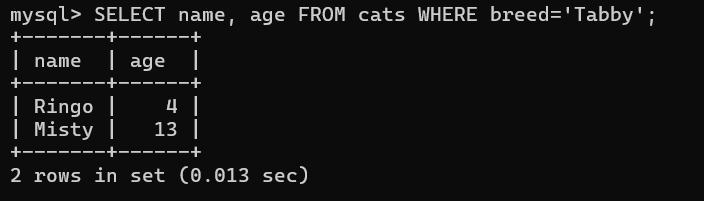 mysql> SELECT name, age FROM cats WHERE breed='Tabby';
+-------+------+
| name  | age  |
+-------+------+
| Ringo |    4 |
| Misty |   13 |
+-------+------+
2 rows in set (0.013 sec)